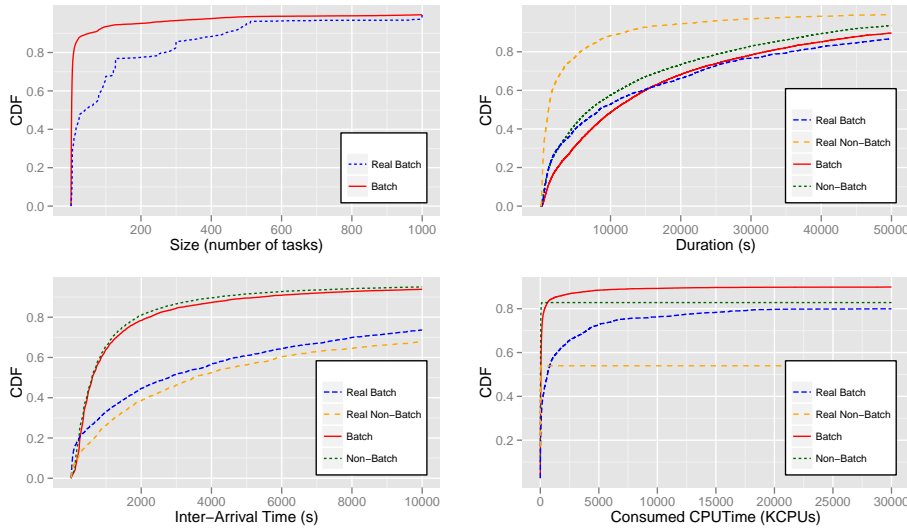 CDF
0.8
0.6
0.4
0.2
0.0
200 400 600 800 1000
Size (number of tasks)
Real Batch
Batch
CDF
0.8
0.6
0.4
0.2
0.0
10000 20000 30000 40000 50000
Duration (s)
Real Batch
Real Non−Batch
Batch
Non−Batch
CDF
0.8
0.6
0.4
0.2
0.0
2000 4000 6000 8000 10000
Inter−Arrival Time (s)
Real Batch
Real Non−Batch
Batch
Non−Batch
CDF
0.8
0.6
0.4
0.2
0 5000 10000 15000 20000 25000 30000
Consumed CPUTime (KCPUs)
Real Batch
Real Non−Batch
Batch
Non−Batch